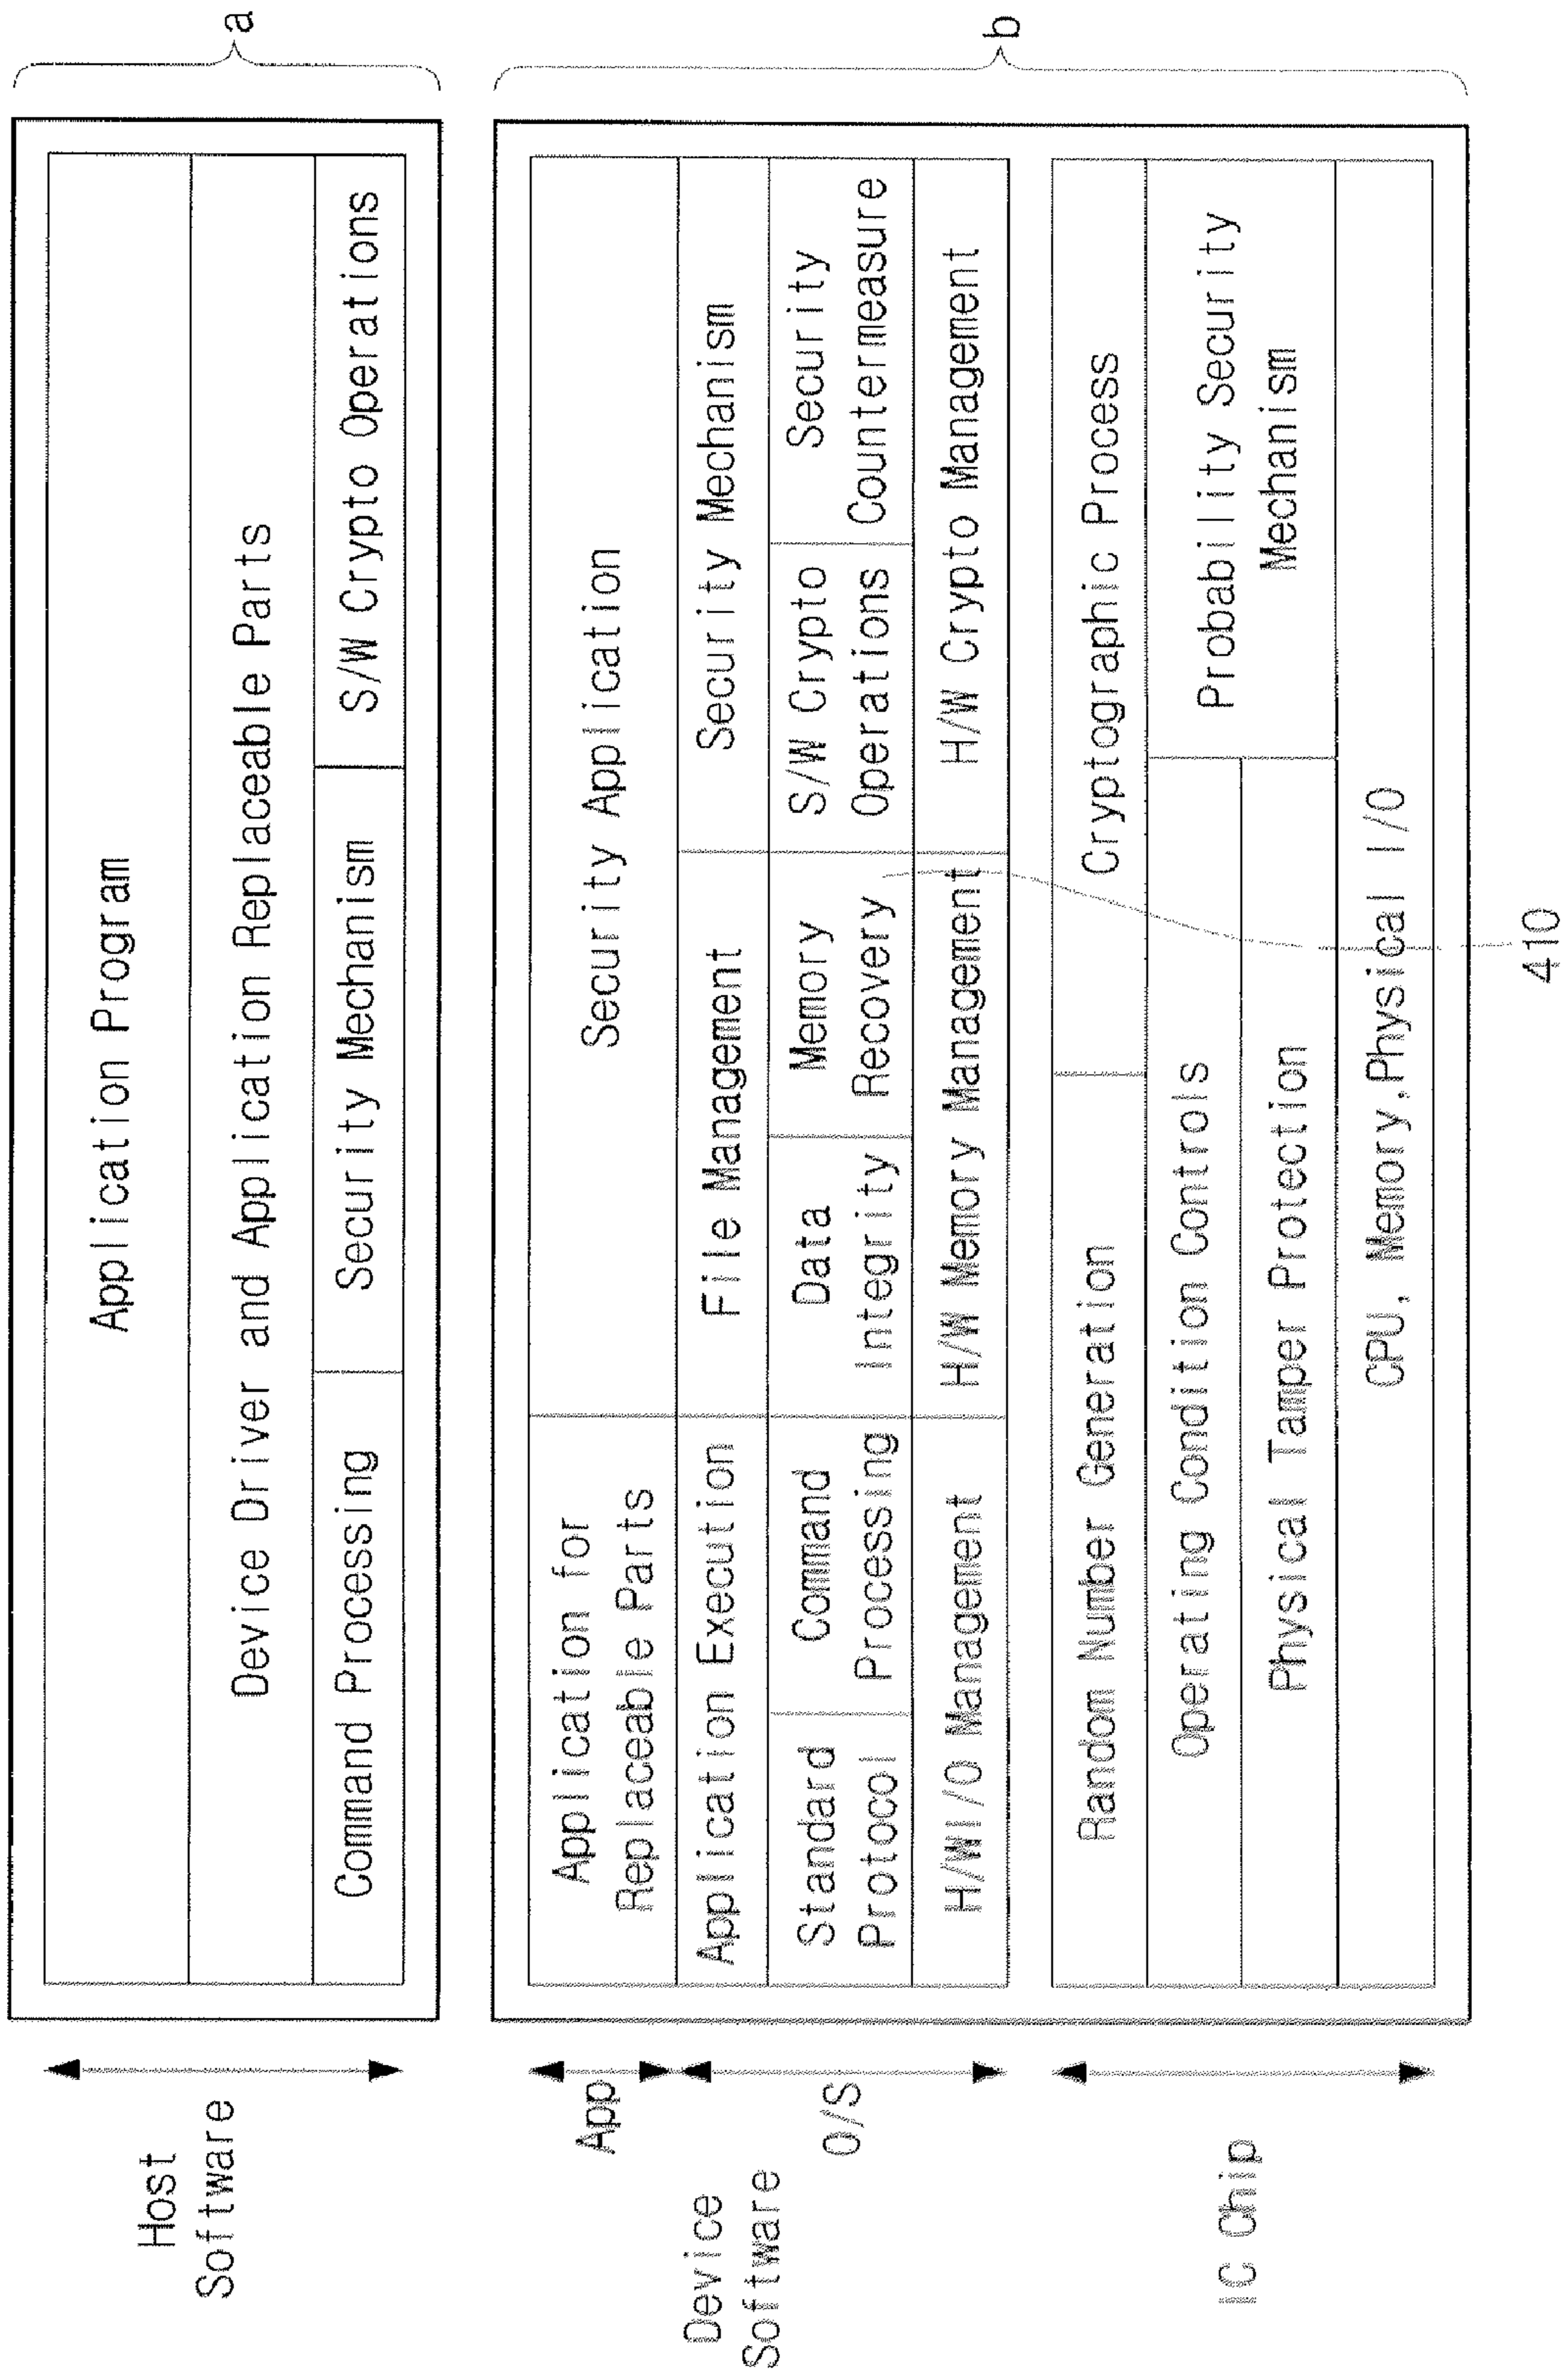 Host
Software
Application Program
Device Driver and Application Replaceable Parts
Command Processing
Security Mechanism
S/W Crypto Operations
a
Device
Software
App
O/S
Application for
Replaceable Parts
Security Application
Application Execution
File Management
Security Mechanism
Standard
Protocol
Command
Processing
Data
Integrity
Memory
Recovery
S/W Crypto
Operations
Security
Countermeasure
H/WI/O Management
H/W Memory Management
H/W Crypto Management
b
IC Chip
Random Number Generation
Cryptographic Process
Operating Condition Controls
Probability Security
Mechanism
Physical Tamper Protection
CPU, Memory,Physical I/O
410